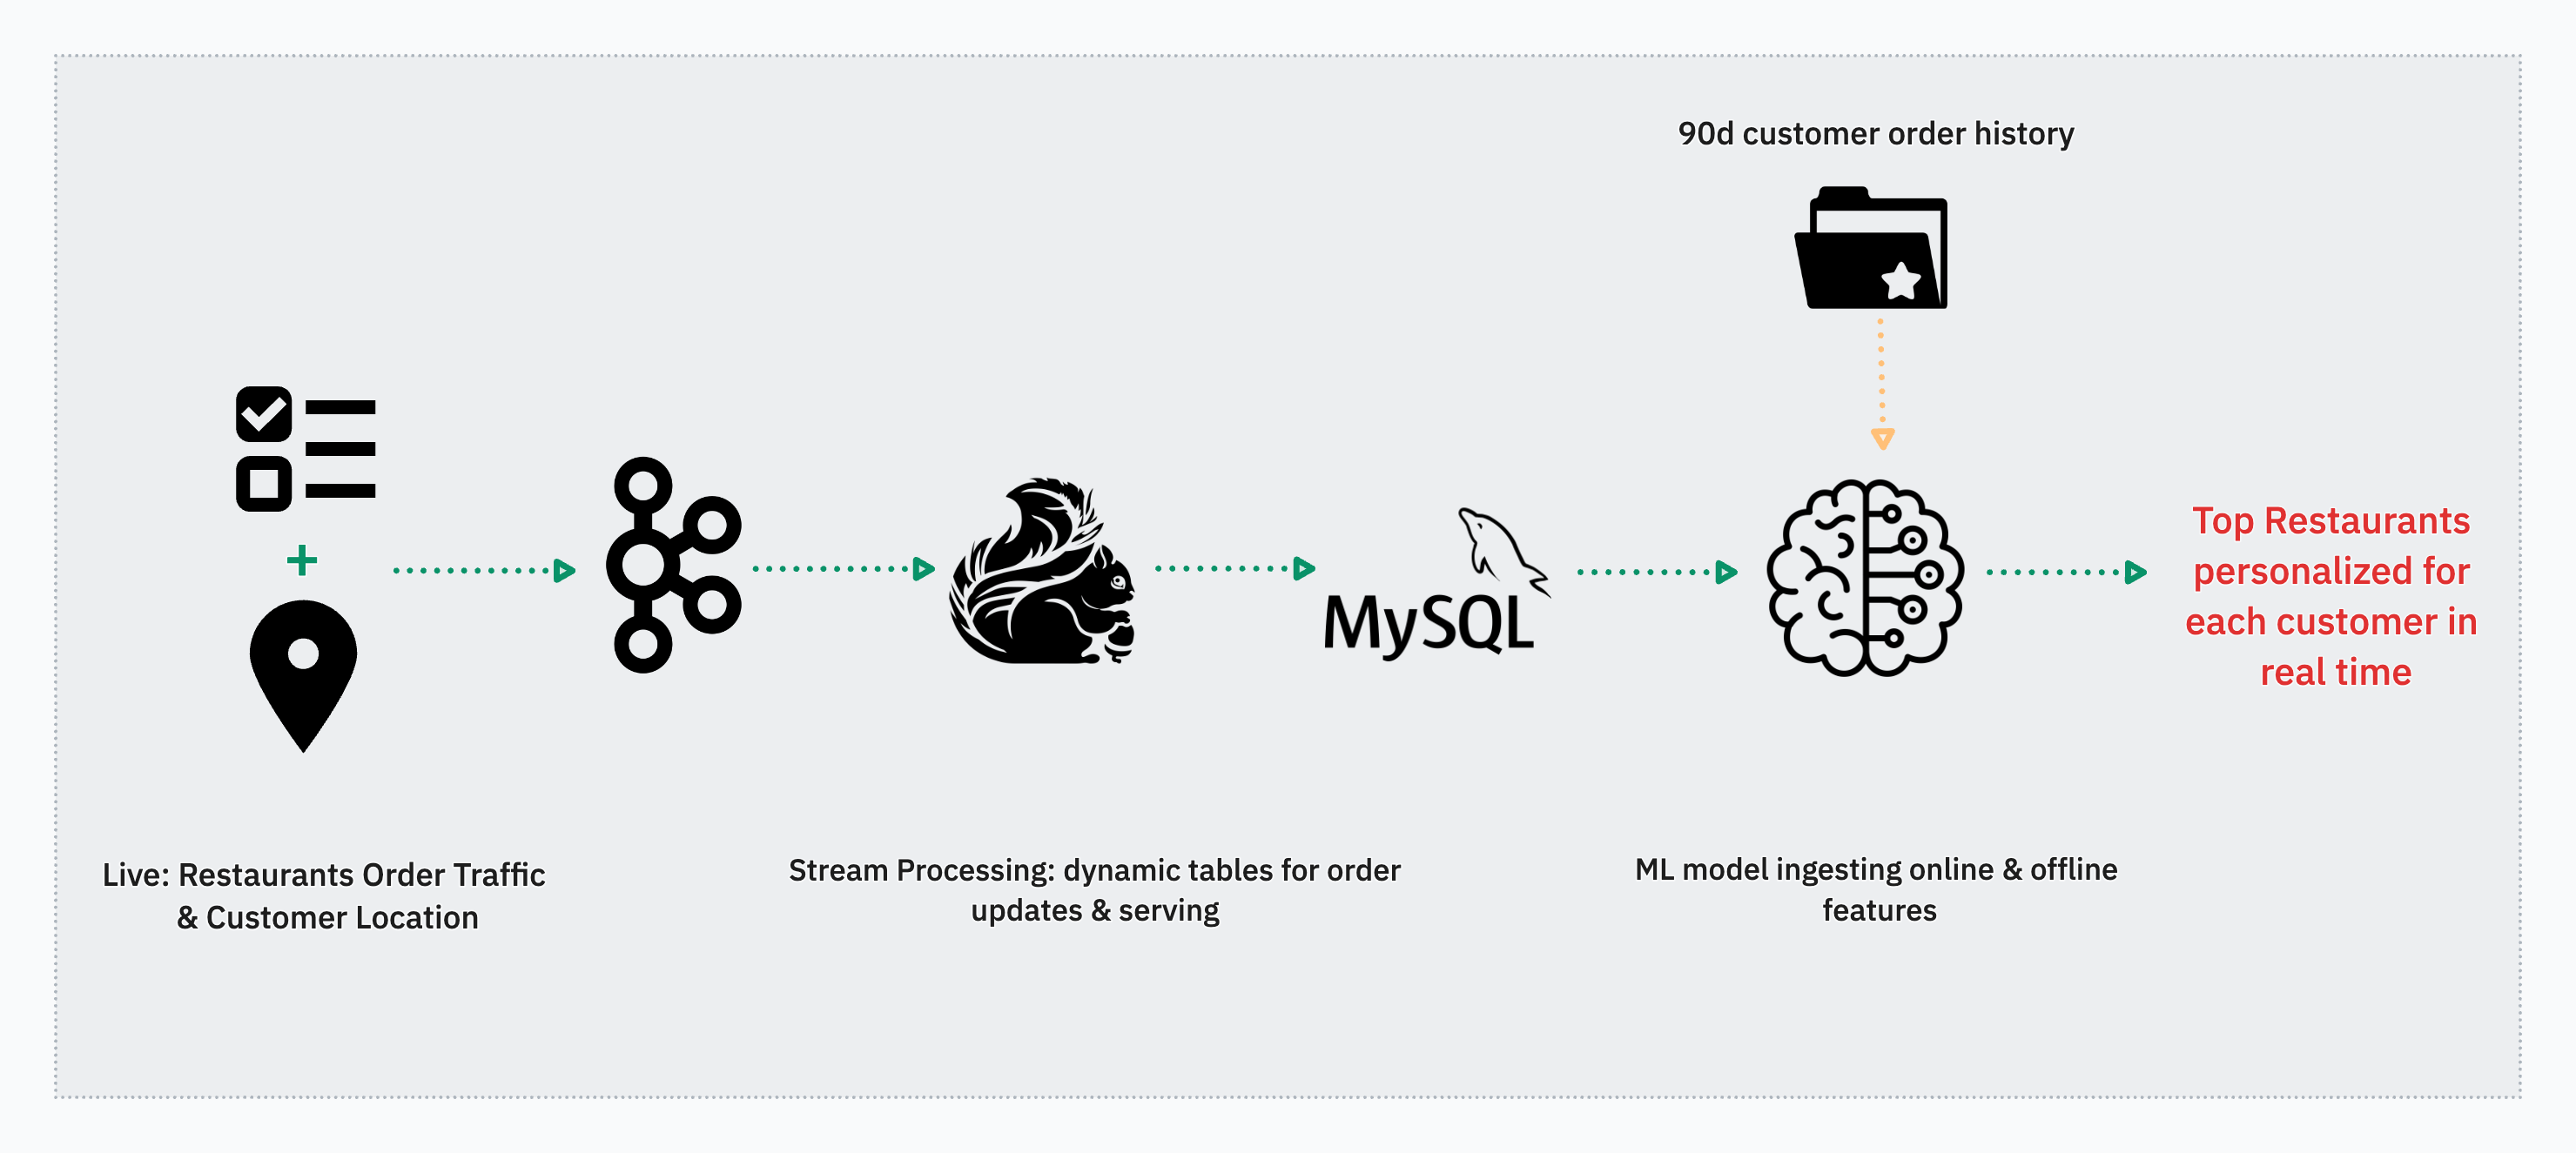 90d customer order history
Top Restaurants
personalized for
each customer in
real time
MySQL
Live: Restaurants Order Traffic
& Customer Location
Stream Processing: dynamic tables for order
updates & serving
ML model ingesting online & offline
features